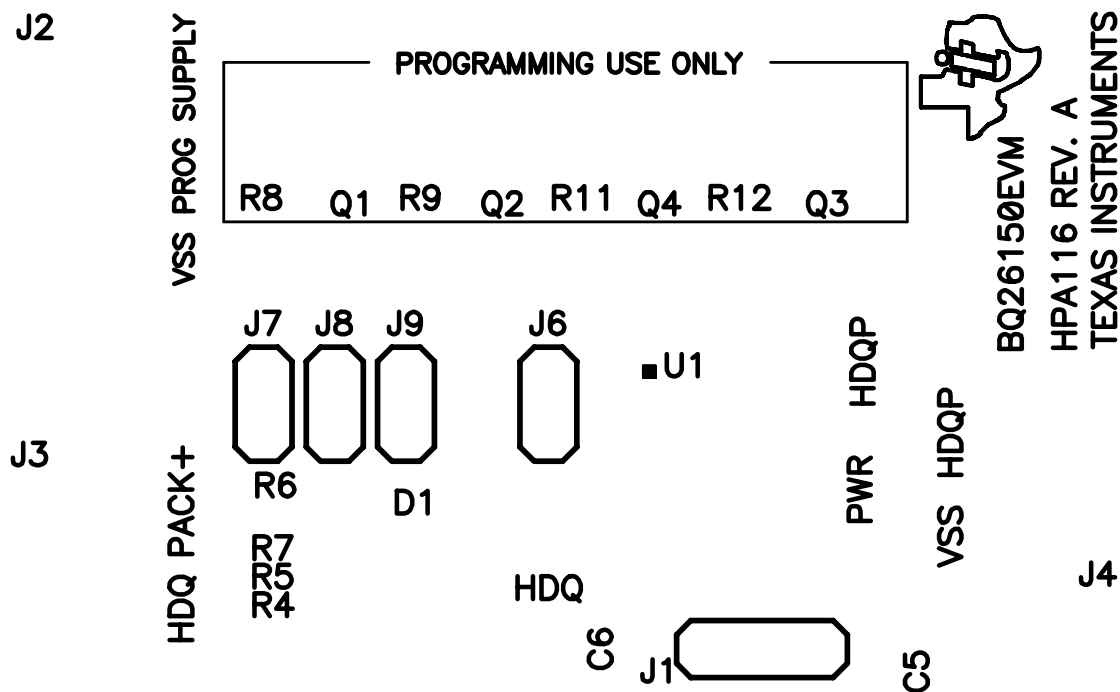 J2
VSS PROG SUPPLY
PROGRAMMING USE ONLY
R8 Q1 R9 Q2 R11 Q4 R12 Q3
BQ26150EVM
HPA116 REV. A
TEXAS INSTRUMENTS
J7 J8 J9 J6
U1
HDQP
J3
HDQ PACK+
R6
D1
PWR
VSS HDQP
R7
R5
R4
HDQ
J4
C6
J1
C5